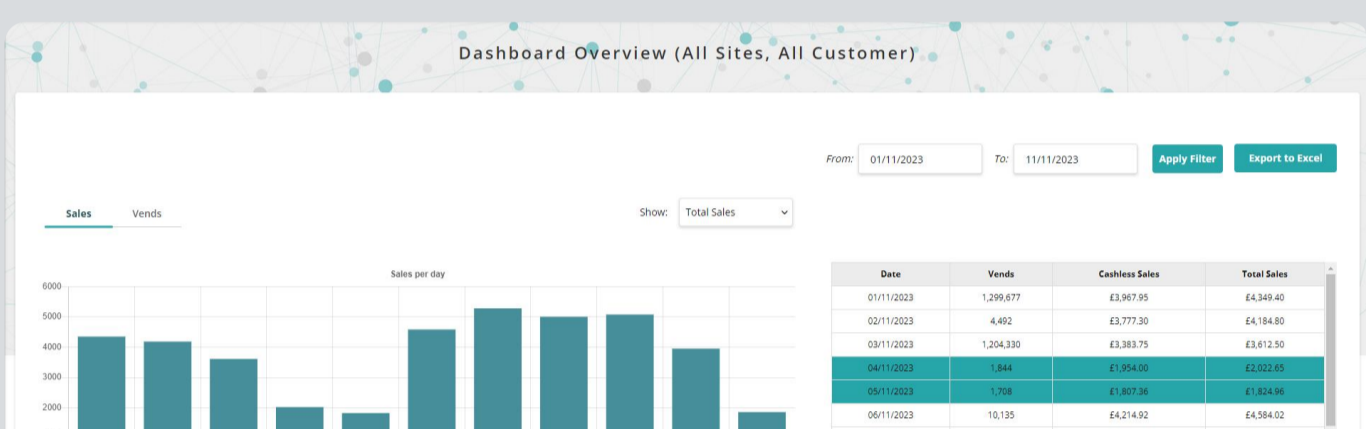 Dashboard Overview (All Sites, All Customer)
From: 01/11/2023 To: 11/11/2023 Apply Filter Export to Excel
Sales Vends Show: Total Sales
Sales per day
6000
5000
4000
3000
2000
Date Vends Cashless Sales Total Sales
01/11/2023 1,299,677 £3,967.95 £4,349.40
02/11/2023 4,492 £3,777.30 £4,184.80
03/11/2023 1,204,330 £3,383.75 £3,612.50
04/11/2023 1,844 £1,954.00 £2,022.65
05/11/2023 1,708 £1,807.36 £1,824.96
06/11/2023 10,135 £4,214.92 £4,584.02